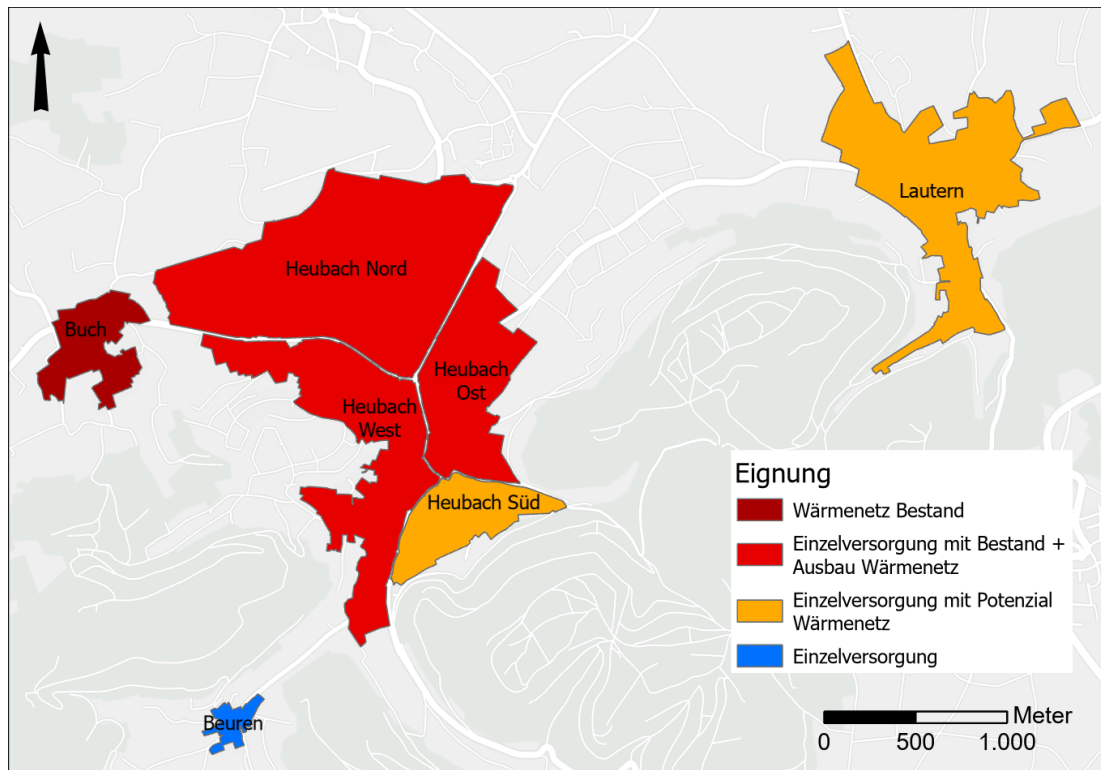 Lautern
Heubach Nord
Buch
Heubach
Ost
Heubach
West
Heubach Süd
Beuren
Eignung
Wärmenetz Bestand
Einzelversorgung mit Bestand +
Ausbau Wärmenetz
Einzelversorgung mit Potenzial
Wärmenetz
Einzelversorgung
Meter
0 500 1.000